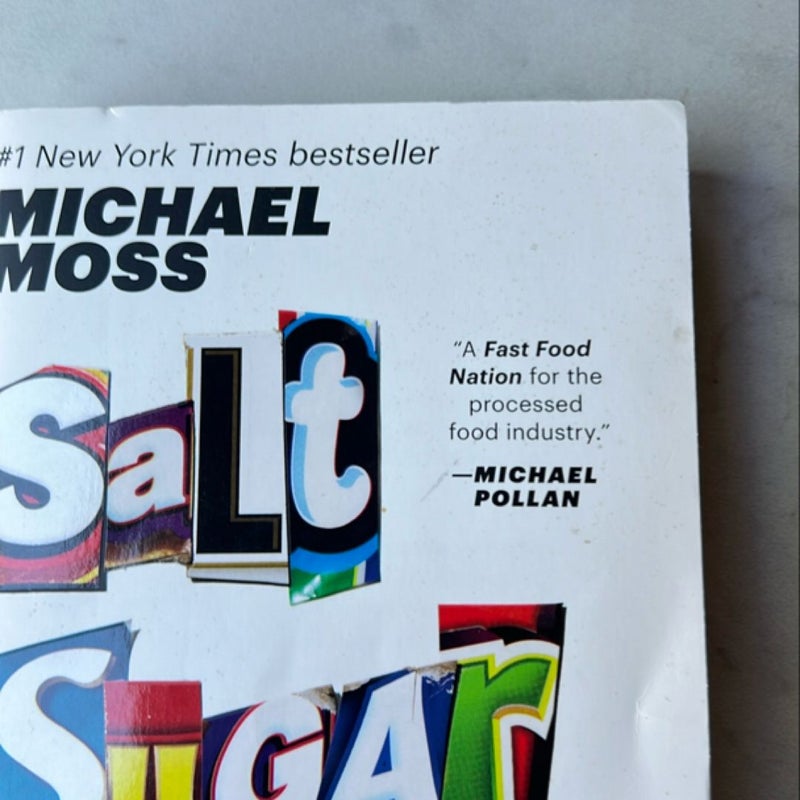 #1 New York Times bestseller
MICHAEL
MOSS
SaLt
“A Fast Food
Nation for the
processed
food industry.”
—MICHAEL
POLLAN
SuGAr